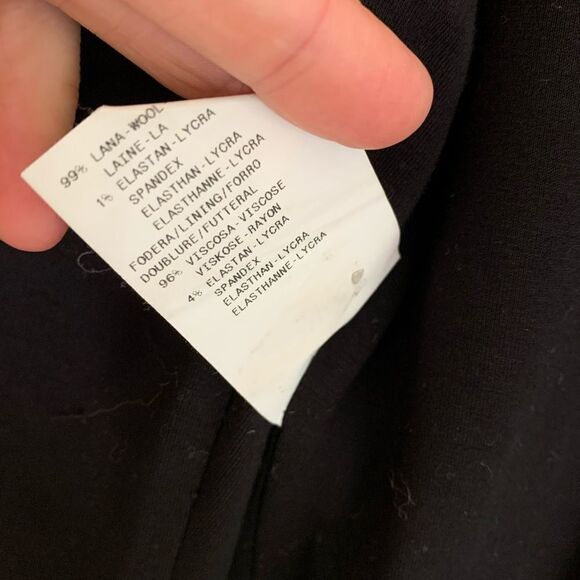 99% LANA-WOOL
LAINE-LA
1% ELASTAN-LYCRA
SPANDEX
ELASTHAN-LYCRA
ELASTHANNE-LYCRA
FODERA/LINING/FORRO
DOUBLURE/FUTTERAL
96% VISCOSA-VISCOSE
VISKOSE-RAYON
4% ELASTAN-LYCRA
SPANDEX
ELASTHAN-LYCRA
ELASTHANNE-LYCRA